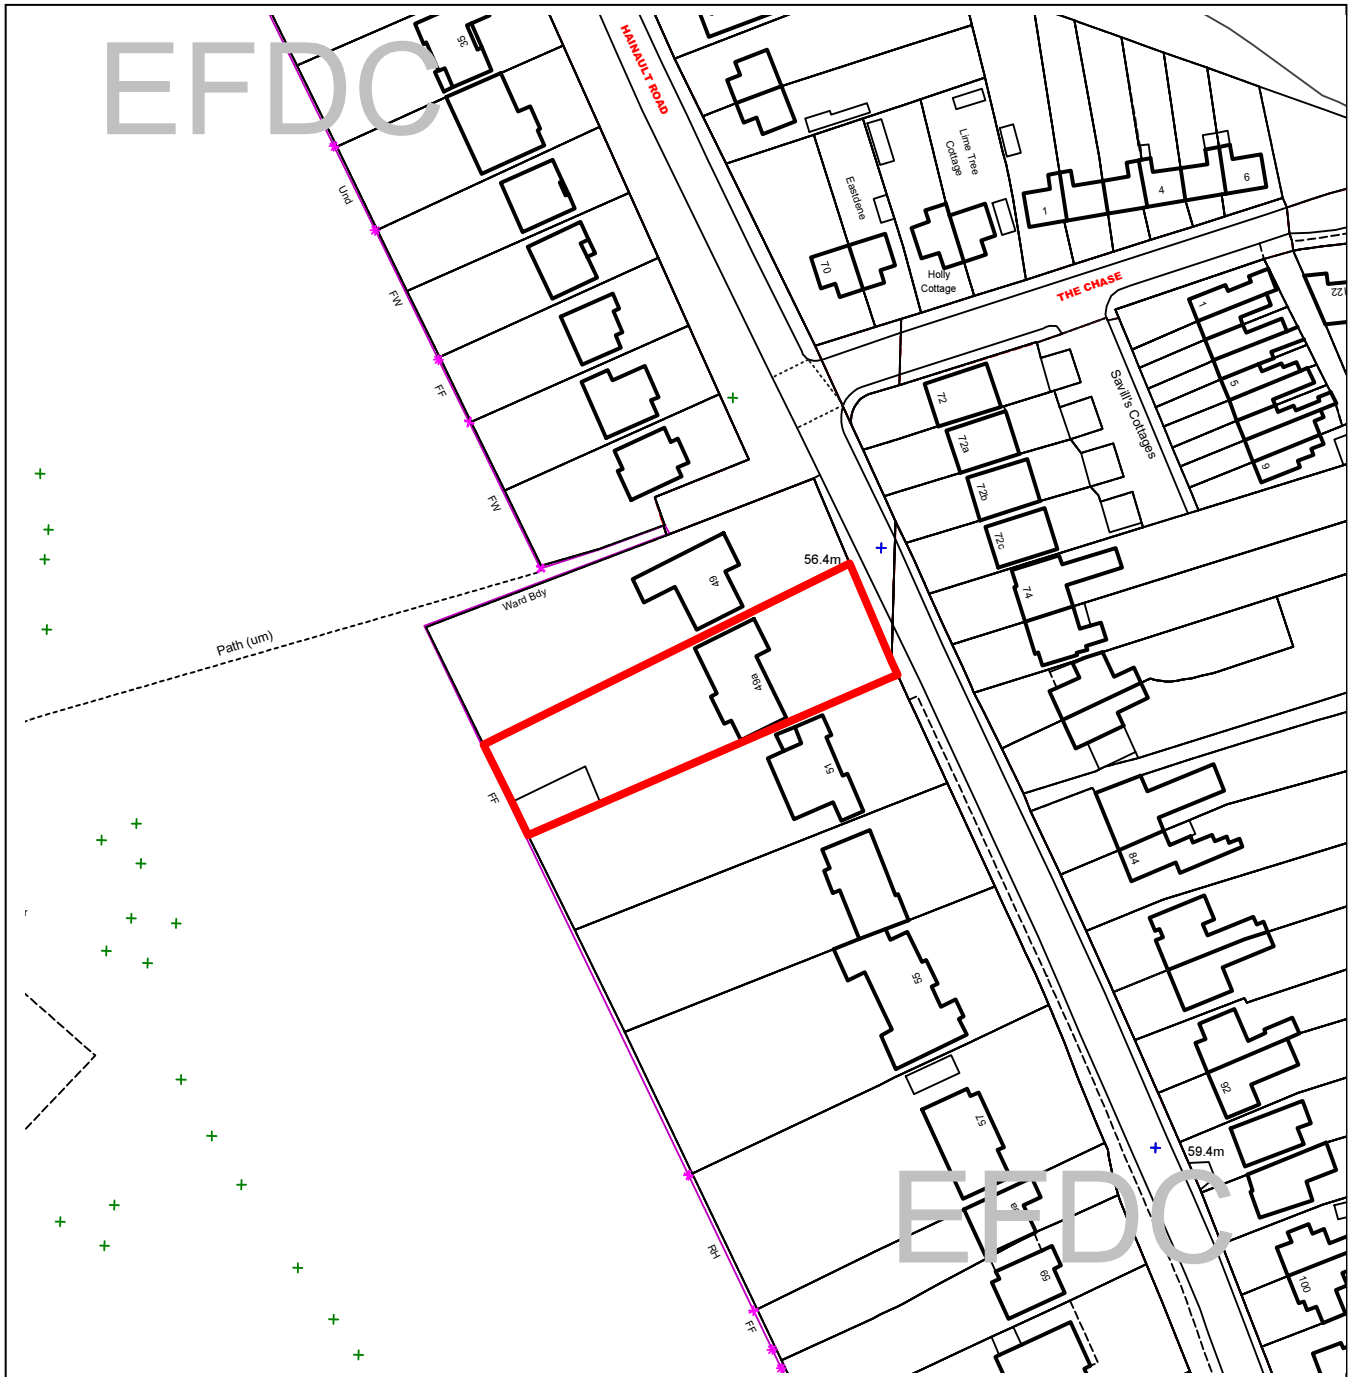 EFDC
35
HAINAULT ROAD
Und
Eastdene
Lime Tree
Cottage
1
4
6
70
Holly
Cottage
THE CHASE
122
FW
1
5
9
FF
72
72a
72b
72c
Savill's Cottages
FW
56.4m
49
74
Ward Bdy
Path (um)
49a
51
FF
84
55
92
57
59.4m
EFDC
RH
59
100
FF